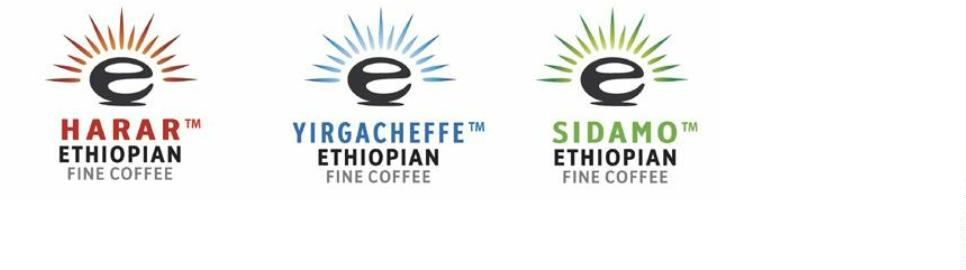 HARAR™
ETHIOPIAN
FINE COFFEE
YIRGACHEFFE™
ETHIOPIAN
FINE COFFEE
SIDAMO™
ETHIOPIAN
FINE COFFEE